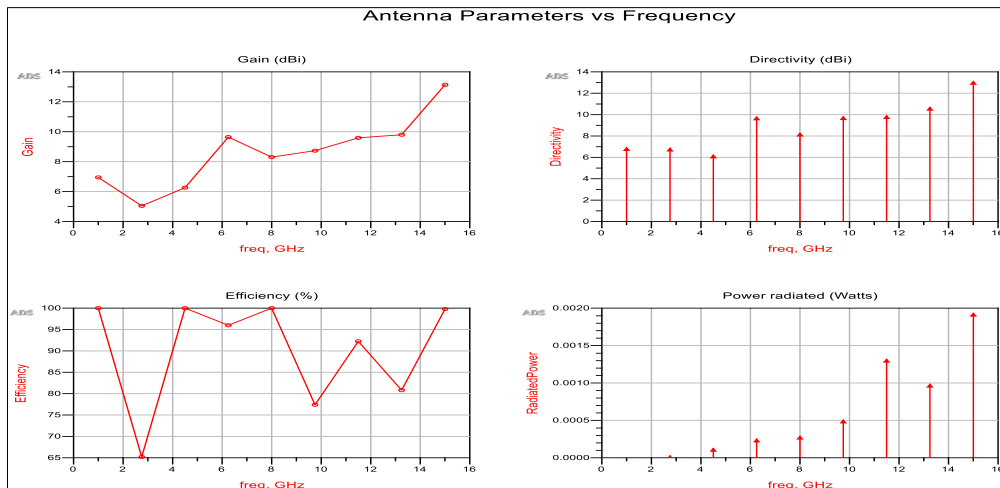 Antenna Parameters vs Frequency
Gain (dBi)
ADS
14
12
10
8
6
4
Gain
0 2 4 6 8 10 12 14 16
freq, GHz
Directivity (dBi)
ADS
14
12
10
8
6
4
2
0
Directivity
0 2 4 6 8 10 12 14 16
freq, GHz
Efficiency (%)
ADS
100
95
90
85
80
75
70
65
Efficiency
0 2 4 6 8 10 12 14 16
freq, GHz
Power radiated (Watts)
ADS
0.0020
0.0015
0.0010
0.0005
0.0000
RadiatedPower
0 2 4 6 8 10 12 14 16
freq, GHz